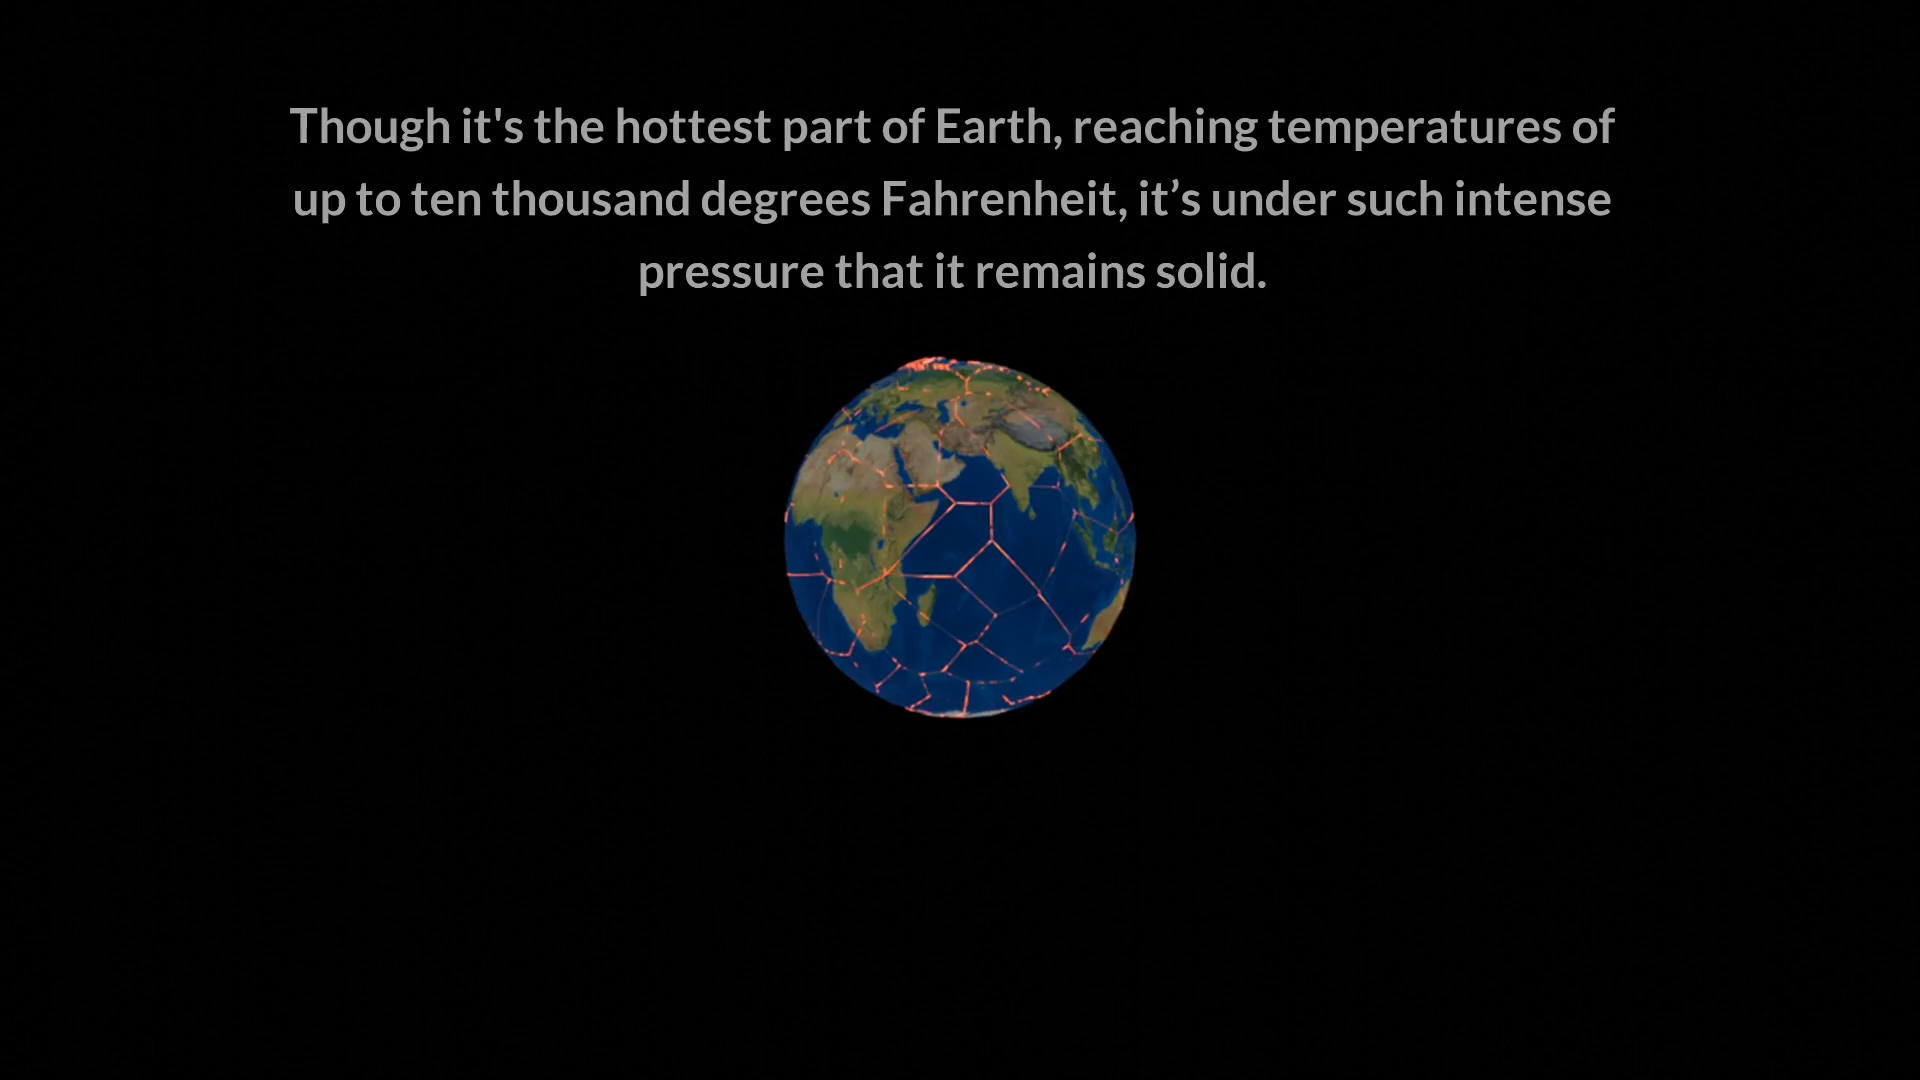 Though it's the hottest part of Earth, reaching temperatures of
up to ten thousand degrees Fahrenheit, it’s under such intense
pressure that it remains solid.